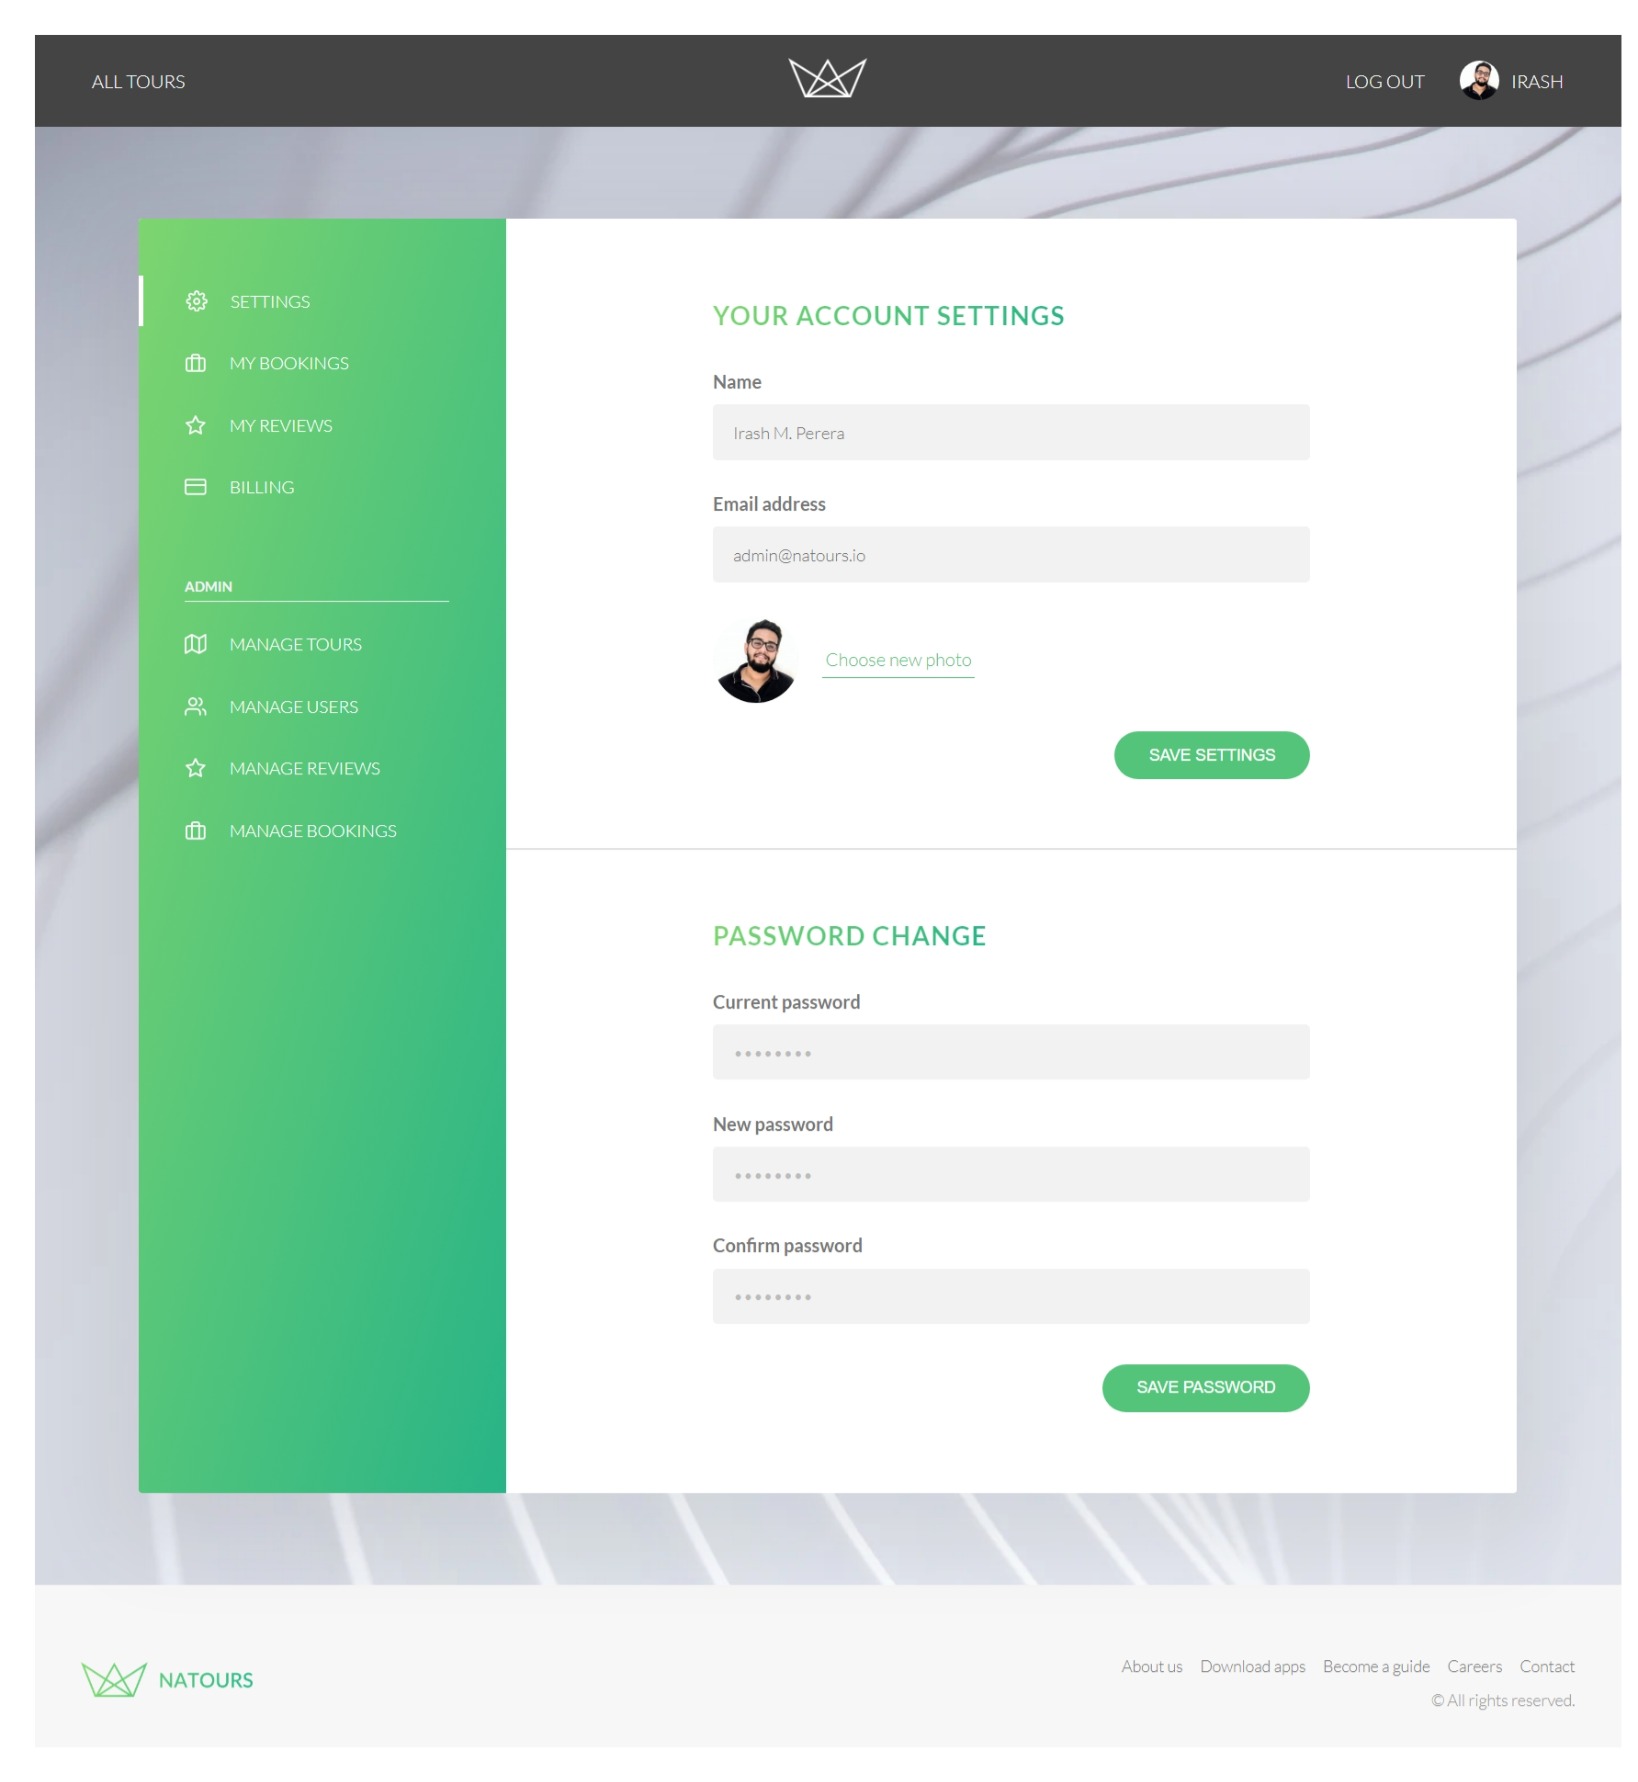 ALL TOURS
LOG OUT
IRASH
SETTINGS
MY BOOKINGS
MY REVIEWS
BILLING
ADMIN
MANAGE TOURS
MANAGE USERS
MANAGE REVIEWS
MANAGE BOOKINGS
YOUR ACCOUNT SETTINGS
Name
Irash M. Perera
Email address
admin@natours.io
Choose new photo
SAVE SETTINGS
PASSWORD CHANGE
Current password
••••••••
New password
••••••••
Confirm password
••••••••
SAVE PASSWORD
NATOURS
About us Download apps Become a guide Careers Contact
© All rights reserved.